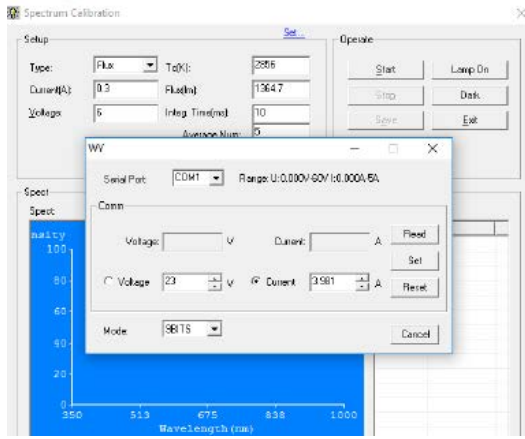 Spectrum Calibration
Setup
Set...
Operate
Type: Flux Tc(K): 2856
Start Lamp On
Current(A): 0.3 Flux(lm): 1364.7
Stop Dark
Voltage: 6 Integ. Time(ms): 10
Save Exit
Average Num: 5
WY
Serial Port: COM1 Range: U:0.000V-60V I:0.000A-5A
Comm
Voltage: V Current: A Read
Set
Voltage 23 V Current 3.981 A Reset
Mode: 9BITS Cancel
Spect
Spect
nsity
100
80
60
20
0
350 513 675 838 1000
Wavelength(nm)